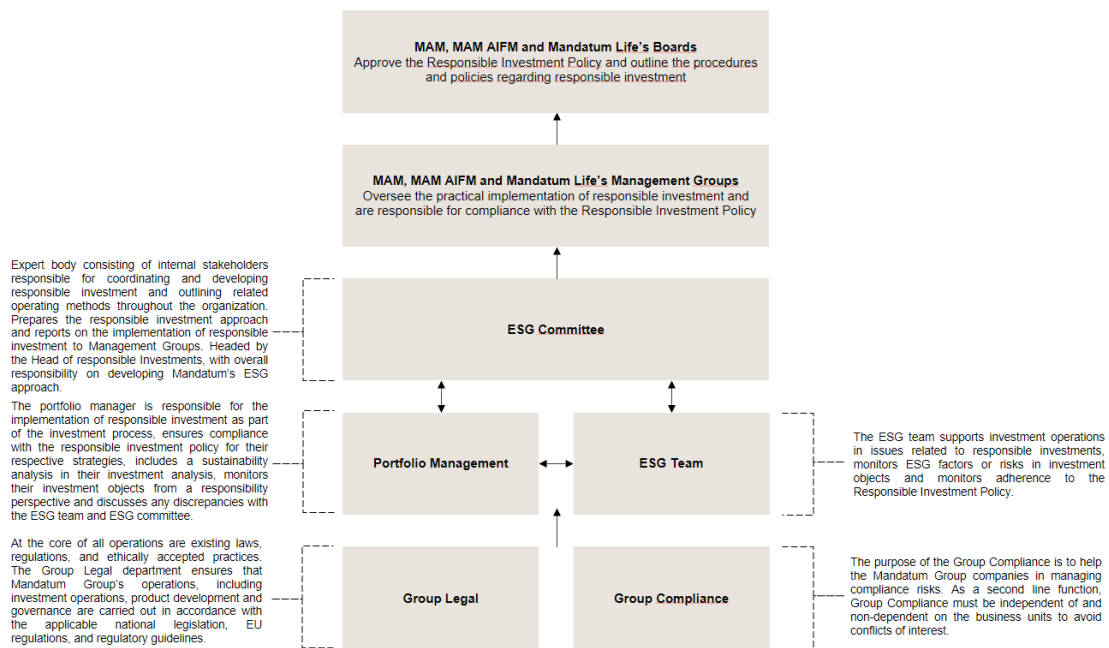 MAM, MAM AIFM and Mandatum Life's Boards
Approve the Responsible Investment Policy and outline the procedures
and policies regarding responsible investment
MAM, MAM AIFM and Mandatum Life's Management Groups
Oversee the practical implementation of responsible investment and
are responsible for compliance with the Responsible Investment Policy
Expert body consisting of internal stakeholders
responsible for coordinating and developing
responsible investment and outlining related
operating methods throughout the organization.
Prepares the responsible investment approach
and reports on the implementation of responsible
investment to Management Groups. Headed by
the Head of responsible Investments, with overall
responsibility on developing Mandatum's ESG
approach.
ESG Committee
The portfolio manager is responsible for the
implementation of responsible investment as part
of the investment process, ensures compliance
with the responsible investment policy for their
respective strategies, includes a sustainability
analysis in their investment analysis, monitors
their investment objects from a responsibility
perspective and discusses any discrepancies with
the ESG team and ESG committee.
Portfolio Management
ESG Team
The ESG team supports investment operations
in issues related to responsible investments,
monitors ESG factors or risks in investment
objects and monitors adherence to the
Responsible Investment Policy.
At the core of all operations are existing laws,
regulations, and ethically accepted practices.
The Group Legal department ensures that
Mandatum Group's operations, including
investment operations, product development and
governance are carried out in accordance with
the applicable national legislation, EU
regulations, and regulatory guidelines.
Group Legal
Group Compliance
The purpose of the Group Compliance is to help
the Mandatum Group companies in managing
compliance risks. As a second line function,
Group Compliance must be independent of and
non-dependent on the business units to avoid
conflicts of interest.